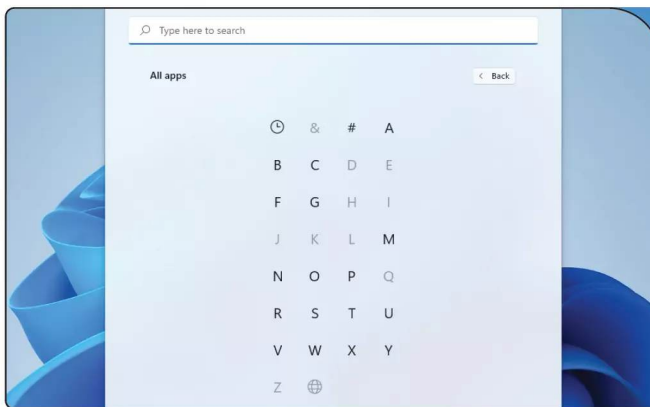 Type here to search
All apps
< Back
& # A
B C D E
F G H I
J K L M
N O P Q
R S T U
V W X Y
Z